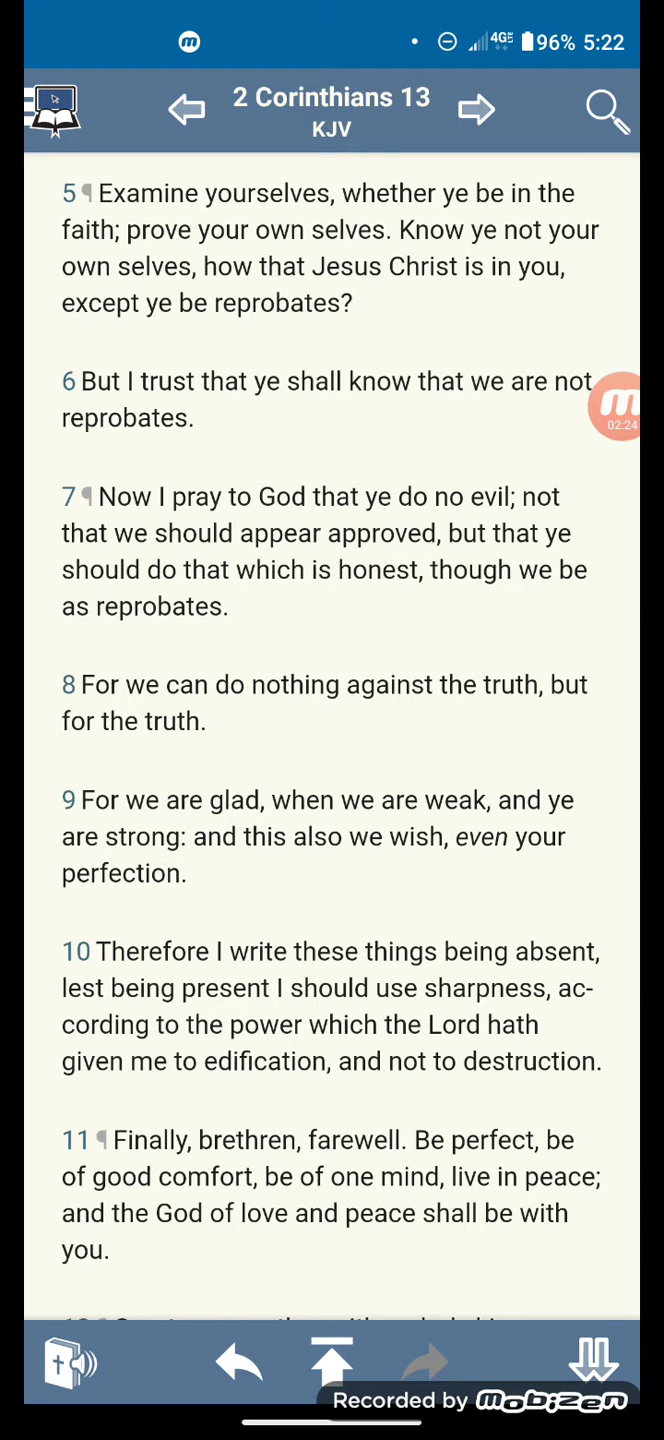 4GE 96% 5:22
2 Corinthians 13
KJV
5 ¶ Examine yourselves, whether ye be in the
faith; prove your own selves. Know ye not your
own selves, how that Jesus Christ is in you,
except ye be reprobates?
6 But I trust that ye shall know that we are not
reprobates.
02:24
7 ¶ Now I pray to God that ye do no evil; not
that we should appear approved, but that ye
should do that which is honest, though we be
as reprobates.
8 For we can do nothing against the truth, but
for the truth.
9 For we are glad, when we are weak, and ye
are strong: and this also we wish, even your
perfection.
10 Therefore I write these things being absent,
lest being present I should use sharpness, ac-
cording to the power which the Lord hath
given me to edification, and not to destruction.
11 ¶ Finally, brethren, farewell. Be perfect, be
of good comfort, be of one mind, live in peace;
and the God of love and peace shall be with
you.
Recorded by mobizen